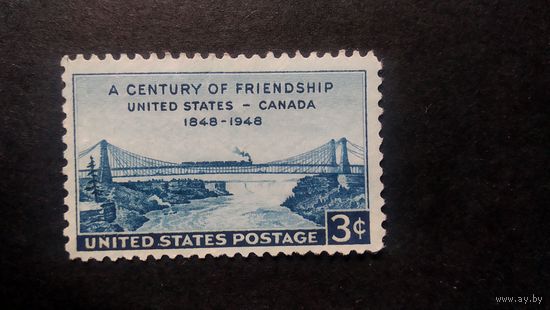 A CENTURY OF FRIENDSHIP
UNITED STATES - CANADA
1848-1948
UNITED STATES POSTAGE 3¢
www.ay.by